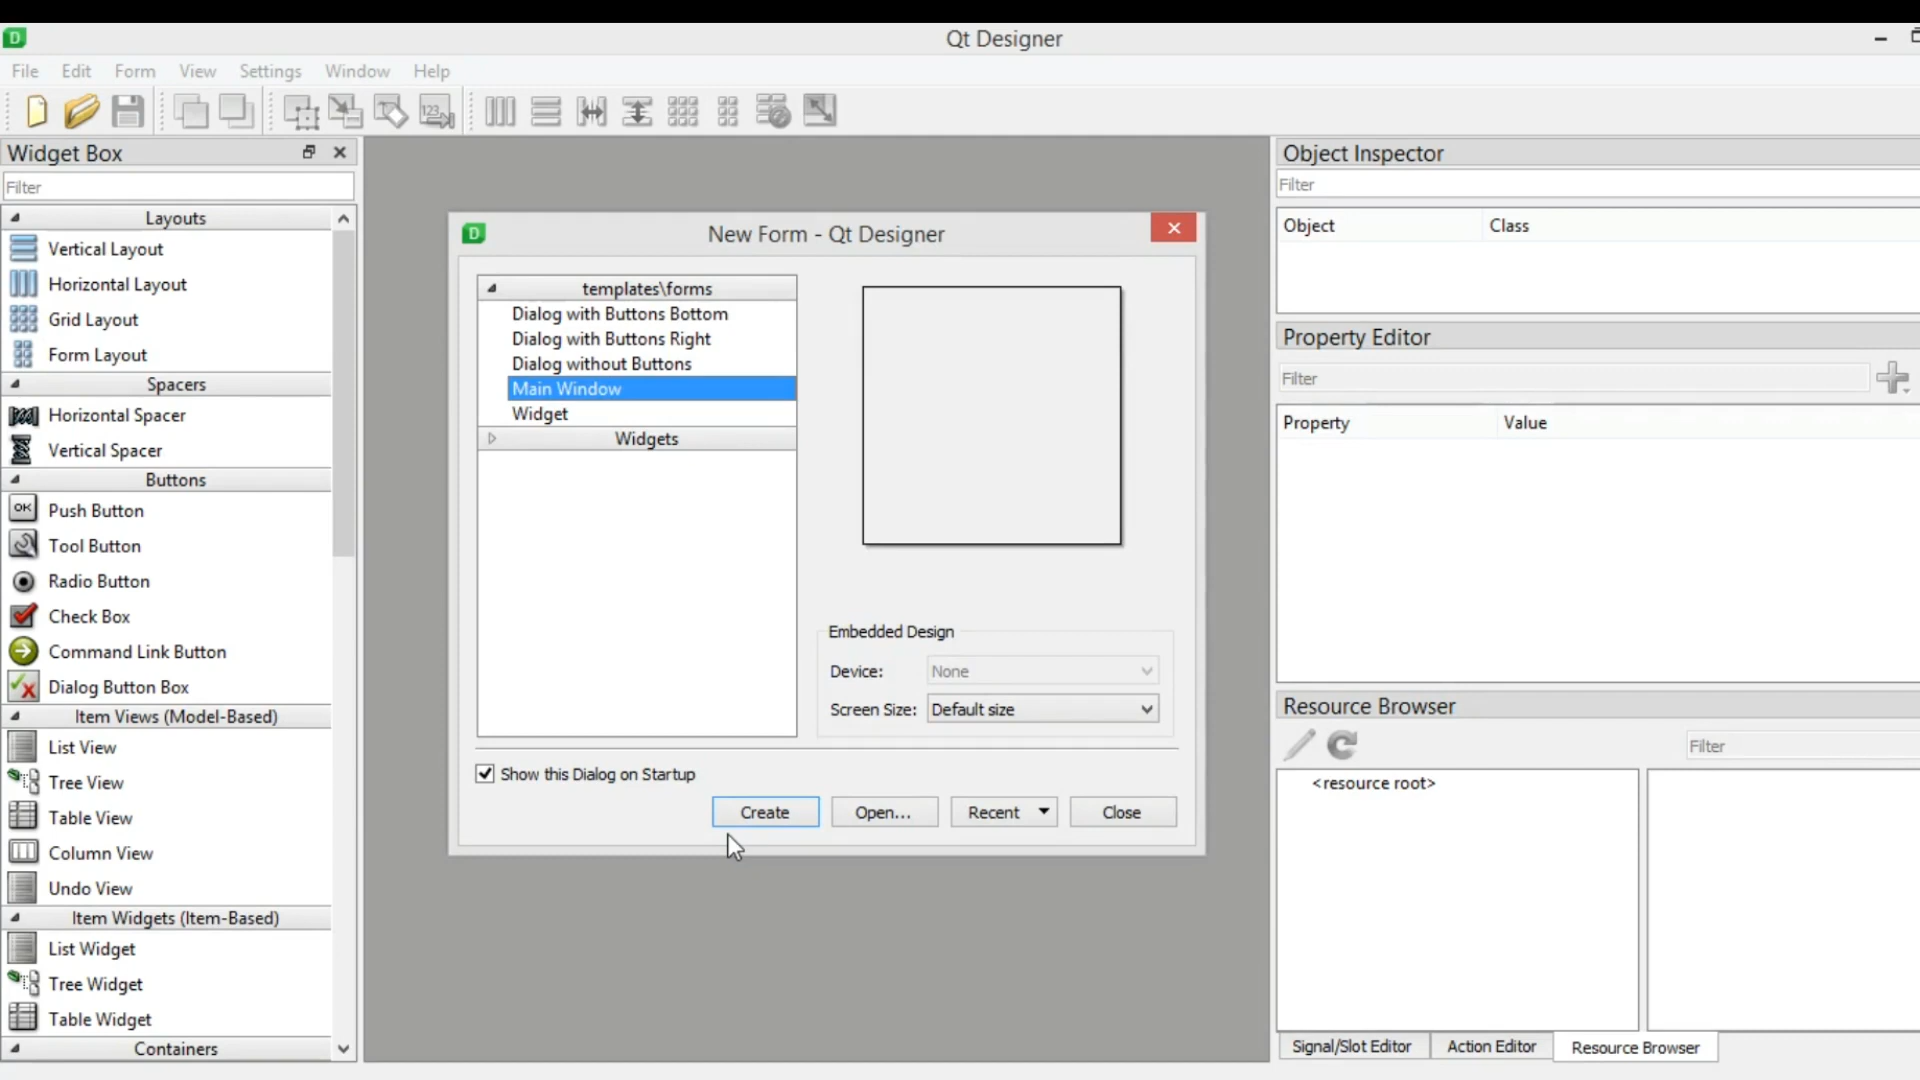 Qt Designer
File Edit Form View Settings Window Help
Widget Box
Filter
Layouts
Vertical Layout
Horizontal Layout
Grid Layout
Form Layout
Spacers
Horizontal Spacer
Vertical Spacer
Buttons
OK Push Button
Tool Button
Radio Button
Check Box
Command Link Button
Dialog Button Box
Item Views (Model-Based)
List View
Tree View
Table View
Column View
Undo View
Item Widgets (Item-Based)
List Widget
Tree Widget
Table Widget
Containers
New Form - Qt Designer
templates\forms
Dialog with Buttons Bottom
Dialog with Buttons Right
Dialog without Buttons
Main Window
Widget
Widgets
Embedded Design
Device: None
Screen Size: Default size
Show this Dialog on Startup
Create Open... Recent Close
Object Inspector
Filter
Object Class
Property Editor
Filter
Property Value
Resource Browser
Filter
<resource root>
Signal/Slot Editor Action Editor Resource Browser